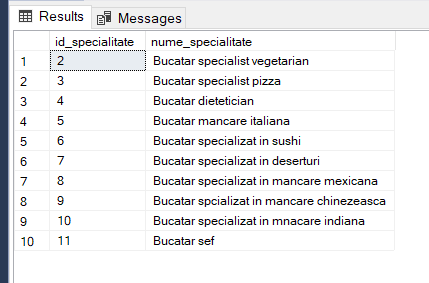 Results Messages
id_specialitate nume_specialitate
1 2 Bucatar specialist vegetarian
2 3 Bucatar specialist pizza
3 4 Bucatar dietetician
4 5 Bucatar mancare italiana
5 6 Bucatar specializat in sushi
6 7 Bucatar specializat in deserturi
7 8 Bucatar specializat in mancare mexicana
8 9 Bucatar spcializat in mancare chinezeasca
9 10 Bucatar specializat in mnacare indiana
10 11 Bucatar sef